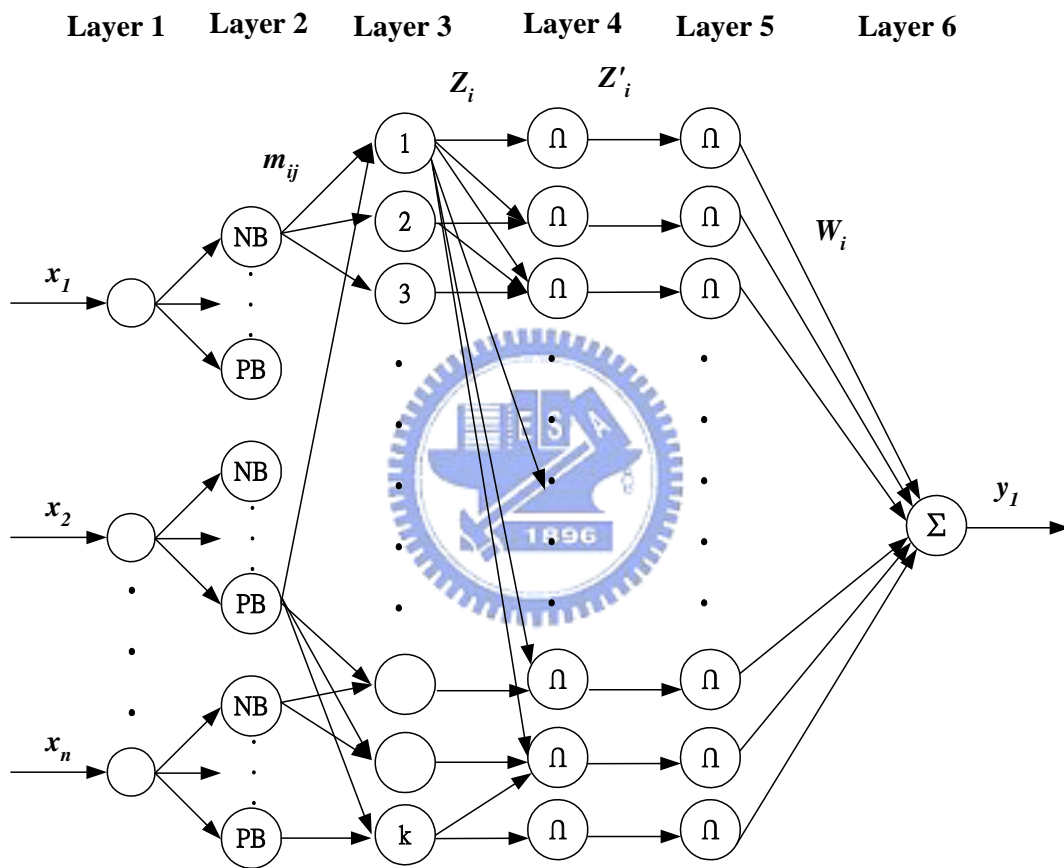 Layer 1 Layer 2 Layer 3 Layer 4 Layer 5 Layer 6
Z_i Z'_i
1 ∩ ∩
m_ij
NB 2 ∩ ∩ W_i
x_1 3 ∩ ∩
PB
E S A
NB
x_2 Σ y_1
1896
PB
∩ ∩
NB
x_n ∩ ∩
PB k ∩ ∩